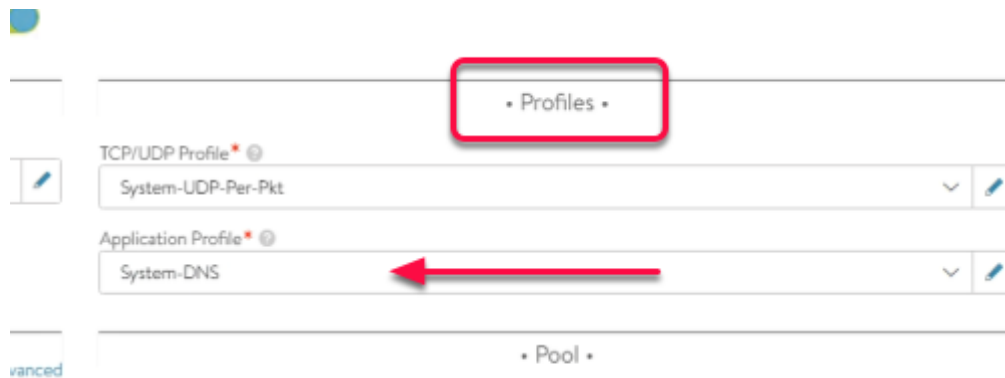 • Profiles •
TCP/UDP Profile*
System-UDP-Per-Pkt
Application Profile*
System-DNS
• Pool •
vanced